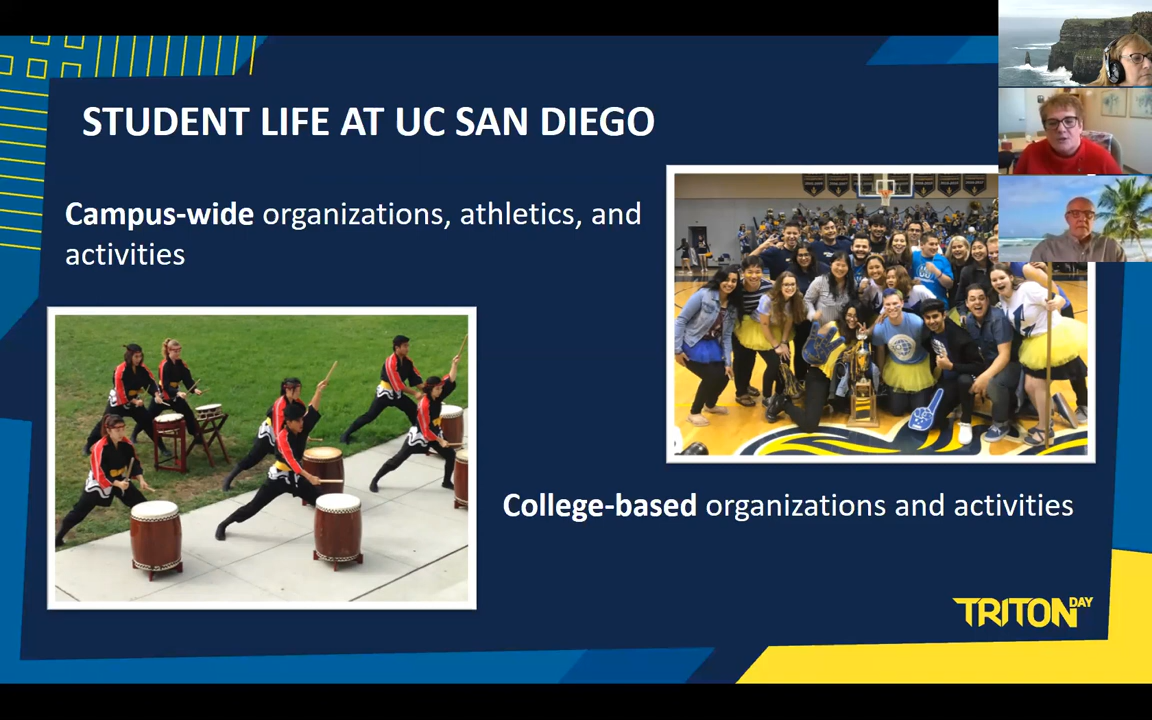 STUDENT LIFE AT UC SAN DIEGO
Campus-wide organizations, athletics, and
activities
College-based organizations and activities
TRITON DAY